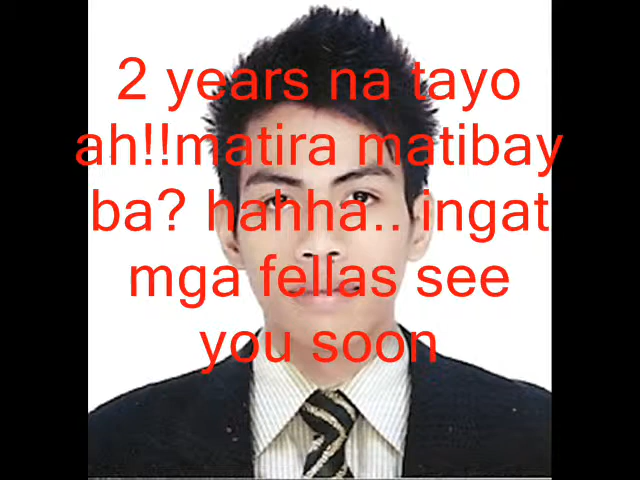 2 years na tayo
ah!!matira matibay
ba? hahha.. ingat
mga fellas see
you soon